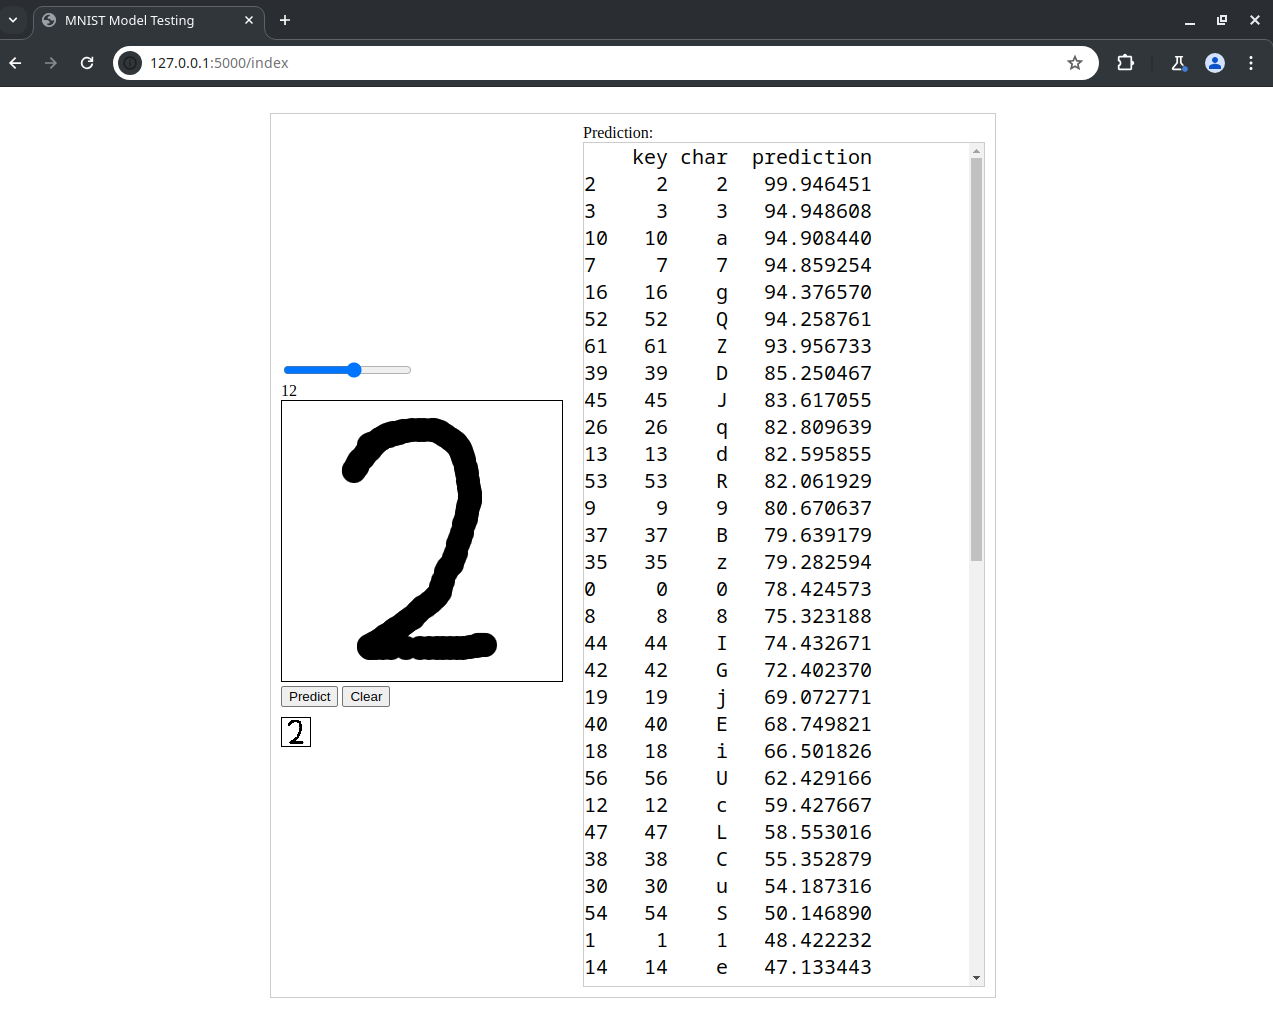 MNIST Model Testing
127.0.0.1:5000/index
Prediction:
key char prediction
2 2 2 99.946451
3 3 3 94.948608
10 10 a 94.908440
7 7 7 94.859254
16 16 g 94.376570
52 52 Q 94.258761
61 61 Z 93.956733
39 39 D 85.250467
45 45 J 83.617055
26 26 q 82.809639
13 13 d 82.595855
53 53 R 82.061929
9 9 9 80.670637
37 37 B 79.639179
35 35 z 79.282594
0 0 0 78.424573
8 8 8 75.323188
44 44 I 74.432671
42 42 G 72.402370
19 19 j 69.072771
40 40 E 68.749821
18 18 i 66.501826
56 56 U 62.429166
12 12 c 59.427667
47 47 L 58.553016
38 38 C 55.352879
30 30 u 54.187316
54 54 S 50.146890
1 1 1 48.422232
14 14 e 47.133443
12
2
Predict Clear
2